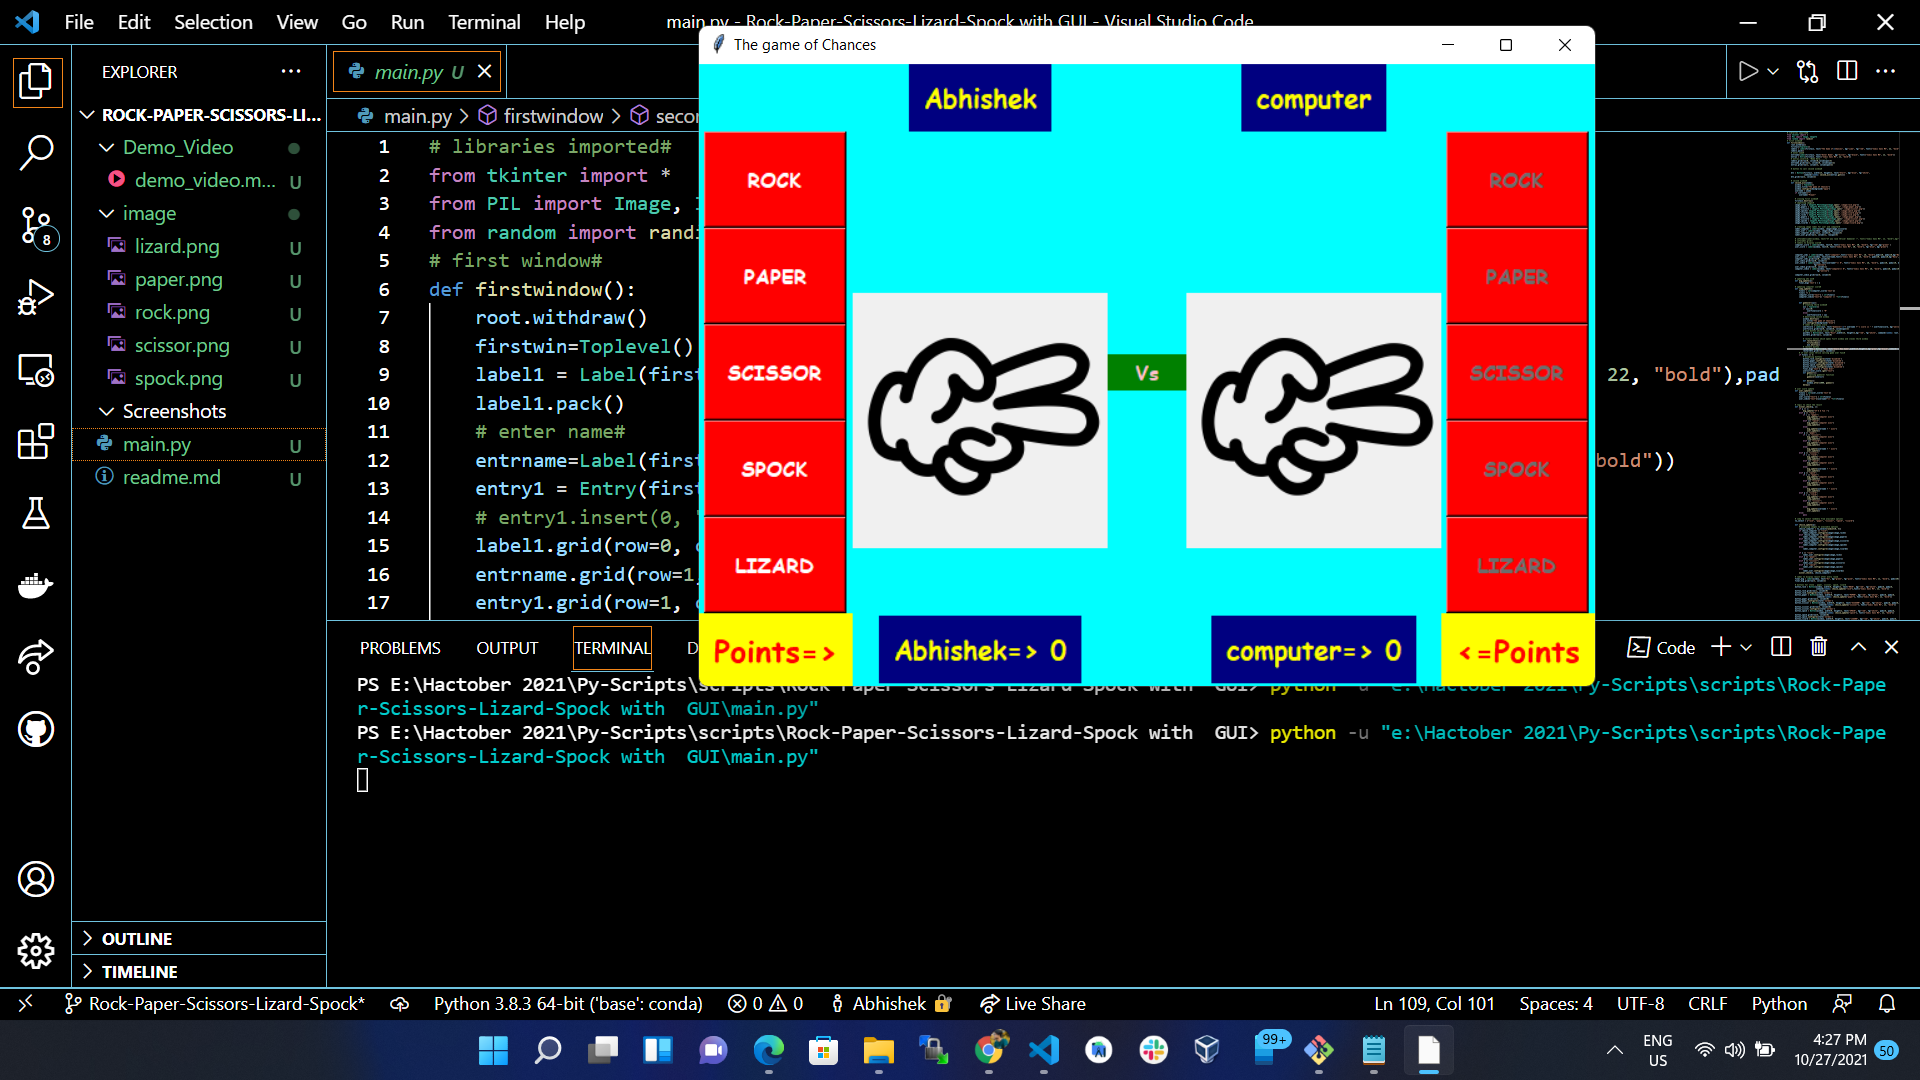 File Edit Selection View Go Run Terminal Help
main.py - Rock-Paper-Scissors-Lizard-Spock with GUI - Visual Studio Code
The game of Chances
EXPLORER
main.py U
ROCK-PAPER-SCISSORS-LI...
Demo_Video
demo_video.m... U
image
lizard.png U
paper.png U
rock.png U
scissor.png U
spock.png U
Screenshots
main.py U
readme.md U
OUTLINE
TIMELINE
8
main.py > firstwindow > secon
1 # libraries imported#
2 from tkinter import *
3 from PIL import Image,
4 from random import randi
5 # first window#
6 def firstwindow():
7 root.withdraw()
8 firstwin=Toplevel()
9 label1 = Label(first
22, "bold"),pad
10 label1.pack()
11 # enter name#
12 entrname=Label(first
bold"))
13 entry1 = Entry(first
14 # entry1.insert(0, "
15 label1.grid(row=0,
16 entrname.grid(row=1,
17 entry1.grid(row=1,
Abhishek computer
ROCK ROCK
PAPER PAPER
SCISSOR Vs SCISSOR
SPOCK SPOCK
LIZARD LIZARD
Points=> Abhishek=> 0 computer=> 0 <=Points
PROBLEMS OUTPUT TERMINAL D
Code
PS E:\Hactober 2021\Py-Scripts\scripts\Rock-Paper-Scissors-Lizard-Spock with  GUI> python -u "e:\Hactober 2021\Py-Scripts\scripts\Rock-Pape
r-Scissors-Lizard-Spock with  GUI\main.py"
PS E:\Hactober 2021\Py-Scripts\scripts\Rock-Paper-Scissors-Lizard-Spock with  GUI> python -u "e:\Hactober 2021\Py-Scripts\scripts\Rock-Pape
r-Scissors-Lizard-Spock with  GUI\main.py"
Rock-Paper-Scissors-Lizard-Spock* Python 3.8.3 64-bit ('base': conda) 0 0 Abhishek Live Share Ln 109, Col 101 Spaces: 4 UTF-8 CRLF Python
99+
ENG
US
4:27 PM
10/27/2021
50